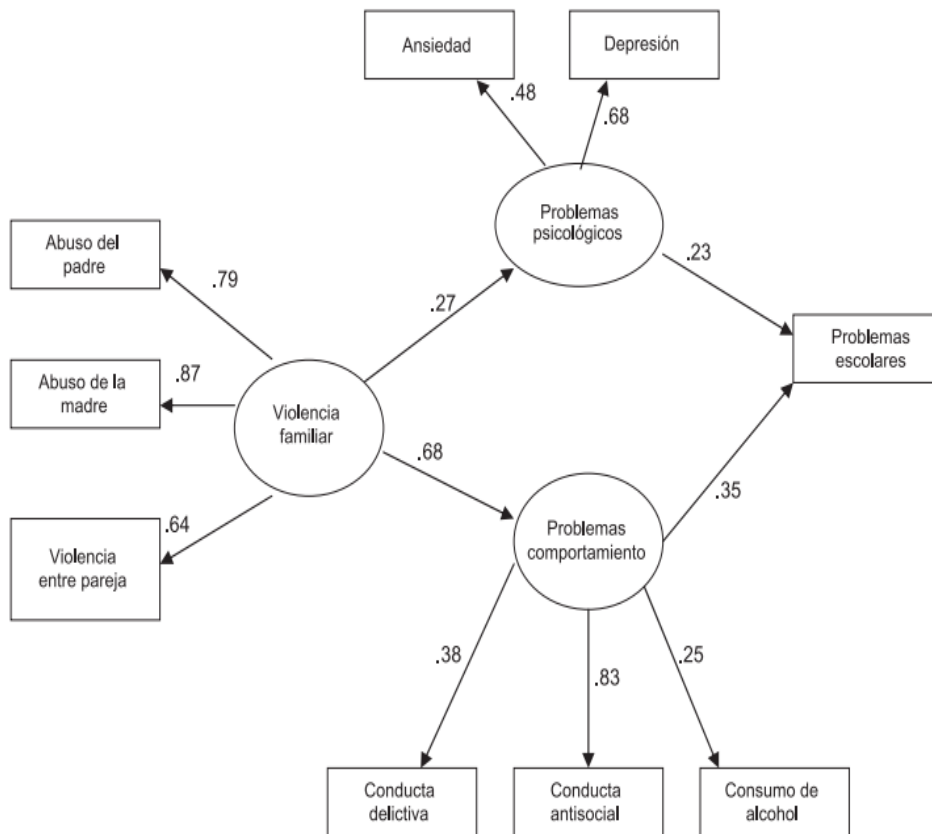 Ansiedad
Depresión
.48
.68
Problemas
psicológicos
Abuso del
padre
.79
.23
.27
Problemas
escolares
Abuso de la
madre
.87
Violencia
familiar
.68
.35
.64
Violencia
entre pareja
Problemas
comportamiento
.38
.83
.25
Conducta
delictiva
Conducta
antisocial
Consumo de
alcohol